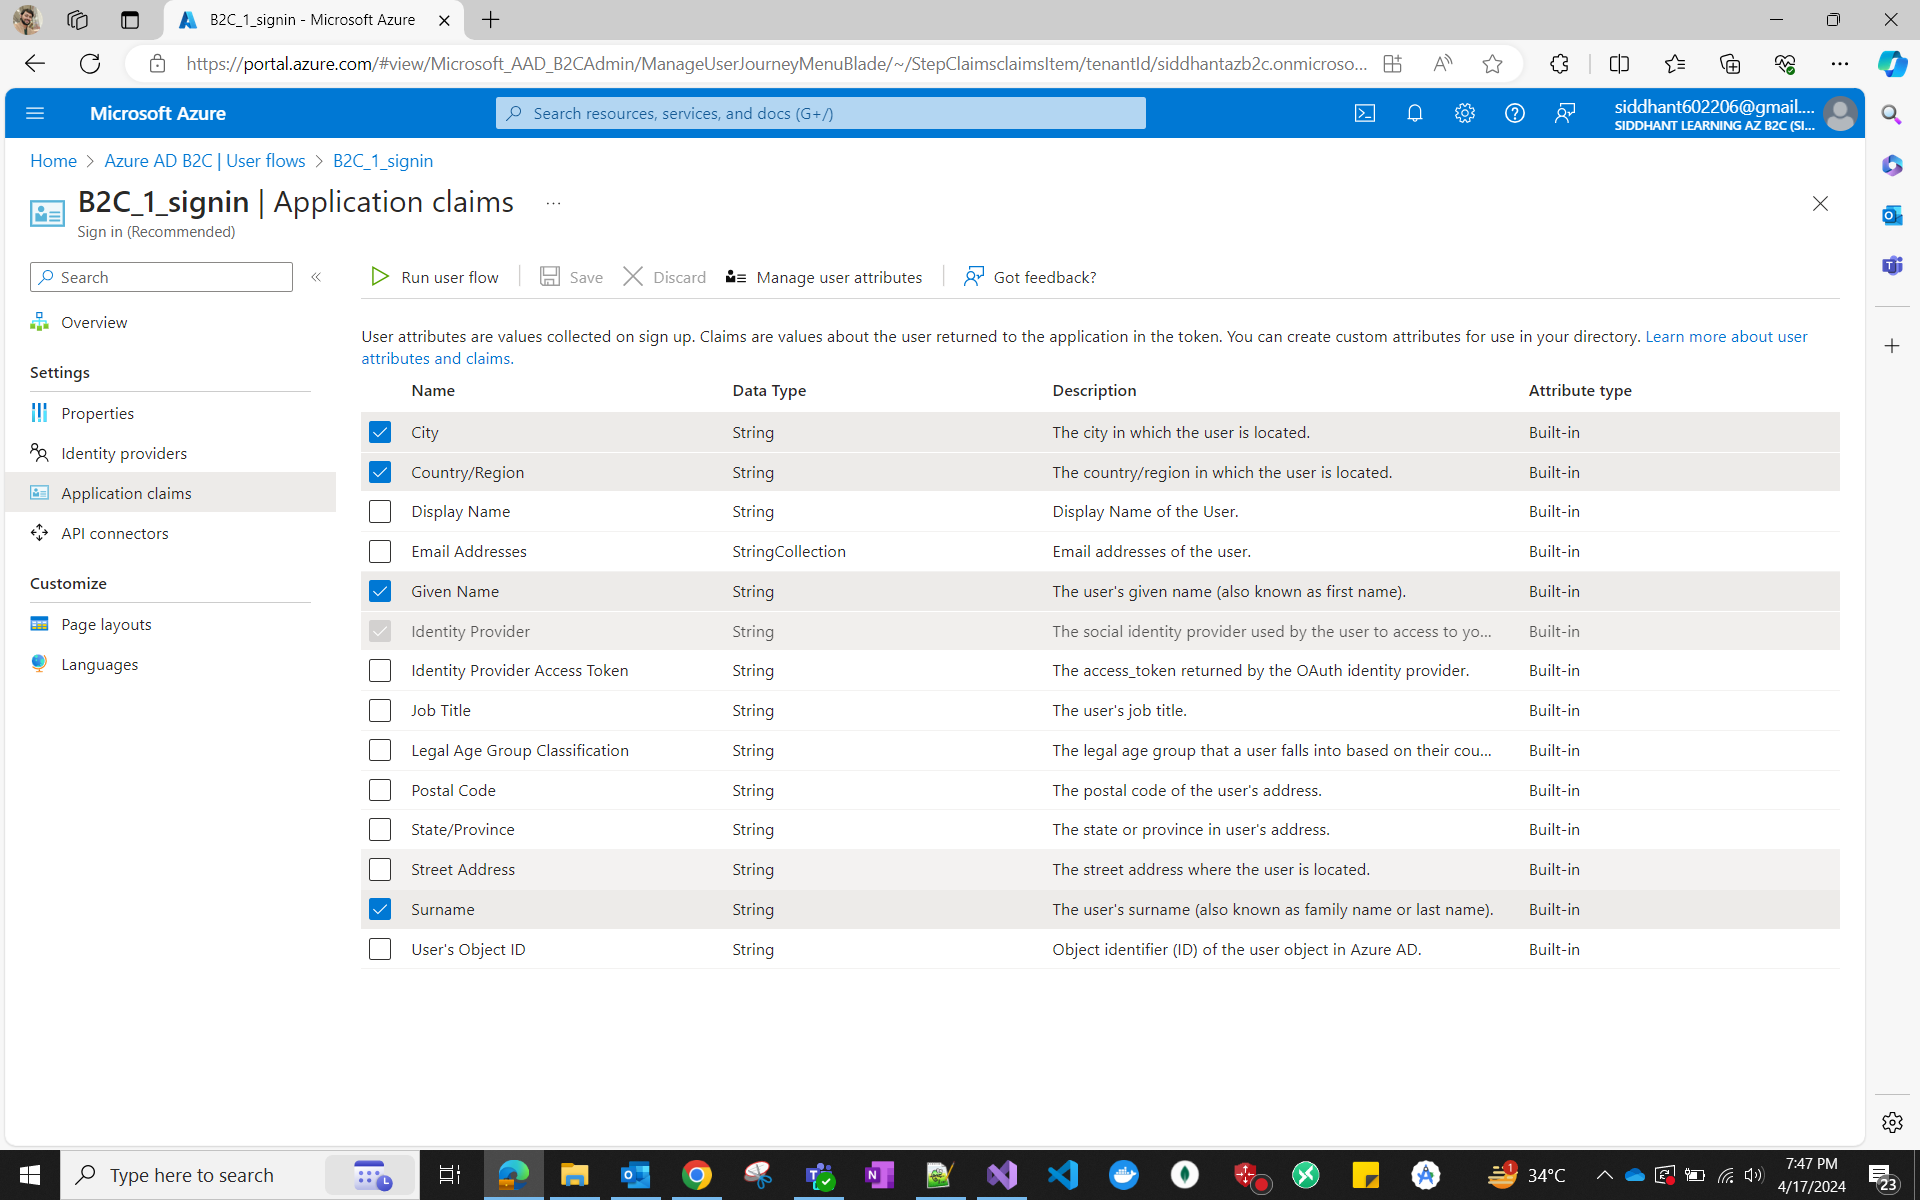 B2C_1_signin - Microsoft Azure
https://portal.azure.com/#view/Microsoft_AAD_B2CAdmin/ManageUserJourneyMenuBlade/~/StepClaimsclaimsItem/tenantId/siddhantazb2c.onmicroso...
Microsoft Azure
Search resources, services, and docs (G+/)
siddhant602206@gmail....
SIDDHANT LEARNING AZ B2C (SI...
Home > Azure AD B2C | User flows > B2C_1_signin
B2C_1_signin | Application claims ...
Sign in (Recommended)
Search «
Run user flow Save Discard Manage user attributes Got feedback?
Overview
Settings
Properties
Identity providers
Application claims
API connectors
Customize
Page layouts
Languages
User attributes are values collected on sign up. Claims are values about the user returned to the application in the token. You can create custom attributes for use in your directory. Learn more about user
attributes and claims.
Name Data Type Description Attribute type
City String The city in which the user is located. Built-in
Country/Region String The country/region in which the user is located. Built-in
Display Name String Display Name of the User. Built-in
Email Addresses StringCollection Email addresses of the user. Built-in
Given Name String The user's given name (also known as first name). Built-in
Identity Provider String The social identity provider used by the user to access to yo... Built-in
Identity Provider Access Token String The access_token returned by the OAuth identity provider. Built-in
Job Title String The user's job title. Built-in
Legal Age Group Classification String The legal age group that a user falls into based on their cou... Built-in
Postal Code String The postal code of the user's address. Built-in
State/Province String The state or province in user's address. Built-in
Street Address String The street address where the user is located. Built-in
Surname String The user's surname (also known as family name or last name). Built-in
User's Object ID String Object identifier (ID) of the user object in Azure AD. Built-in
Type here to search
1
34°C
7:47 PM
4/17/2024
23